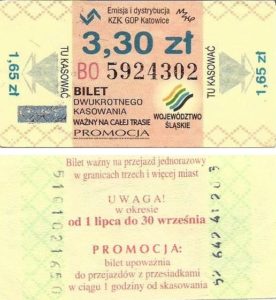 Emisja i dystrybucja
KZK GOP Katowice
3,30 zł
BO 5924302
TU KASOWAĆ
1,65 zł
BILET
DWUKROTNEGO
KASOWANIA
WAŻNY NA CAŁEJ TRASIE
PROMOCJA
WOJEWÓDZTWO
ŚLĄSKIE
TU KASOWAĆ
1,65 zł
Bilet ważny na przejazd jednorazowy
w granicach trzech i więcej miast
UWAGA!
w okresie
od 1 lipca do 30 września
PROMOCJA:
bilet upoważnia
do przejazdów z przesiadkami
w ciągu 1 godziny od skasowania